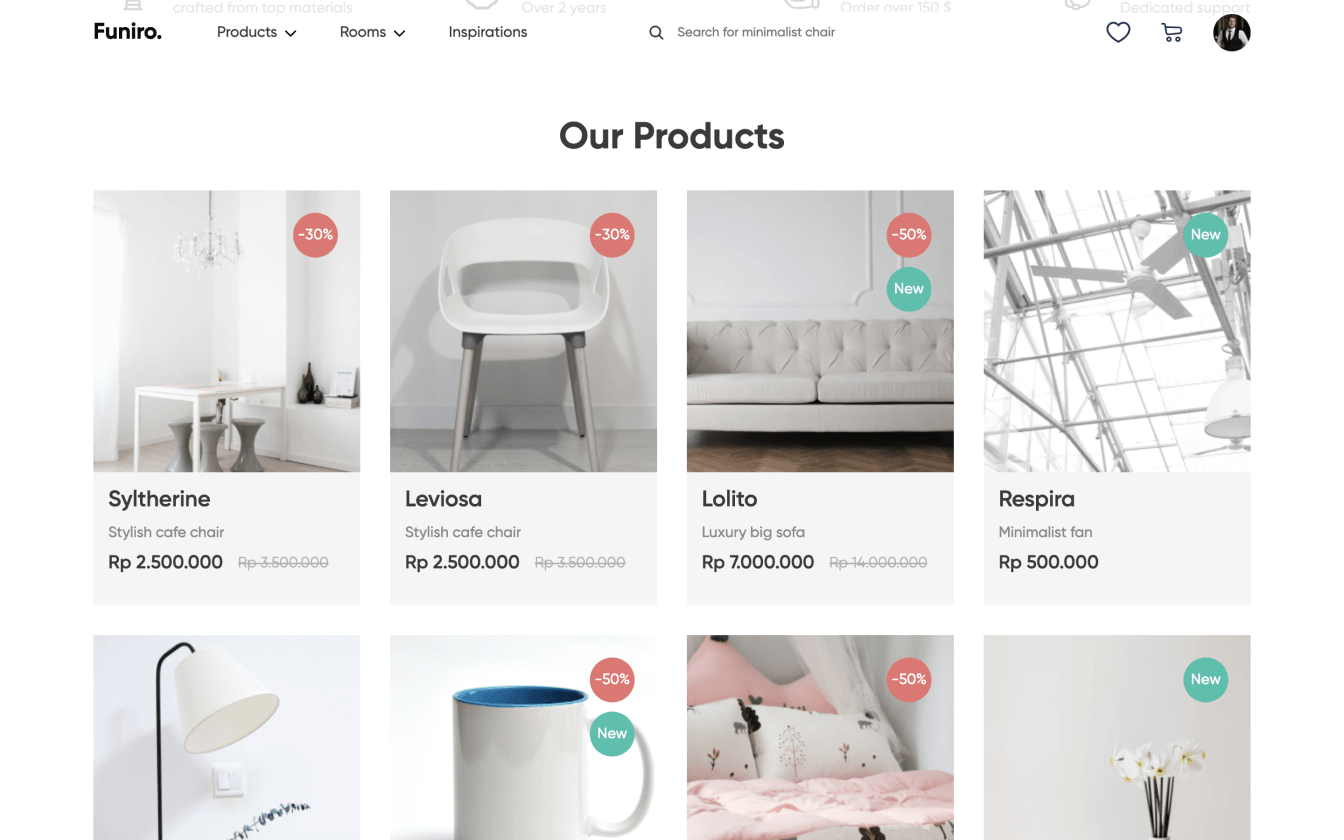 crafted from top materials
Over 2 years
Order over 150 $
Dedicated support
Funiro.
Products
Rooms
Inspirations
Search for minimalist chair
Our Products
-30%
-30%
-50%
New
New
Syltherine
Stylish cafe chair
Rp 2.500.000 Rp 3.500.000
Leviosa
Stylish cafe chair
Rp 2.500.000 Rp 3.500.000
Lolito
Luxury big sofa
Rp 7.000.000 Rp 14.000.000
Respira
Minimalist fan
Rp 500.000
-50%
New
-50%
New